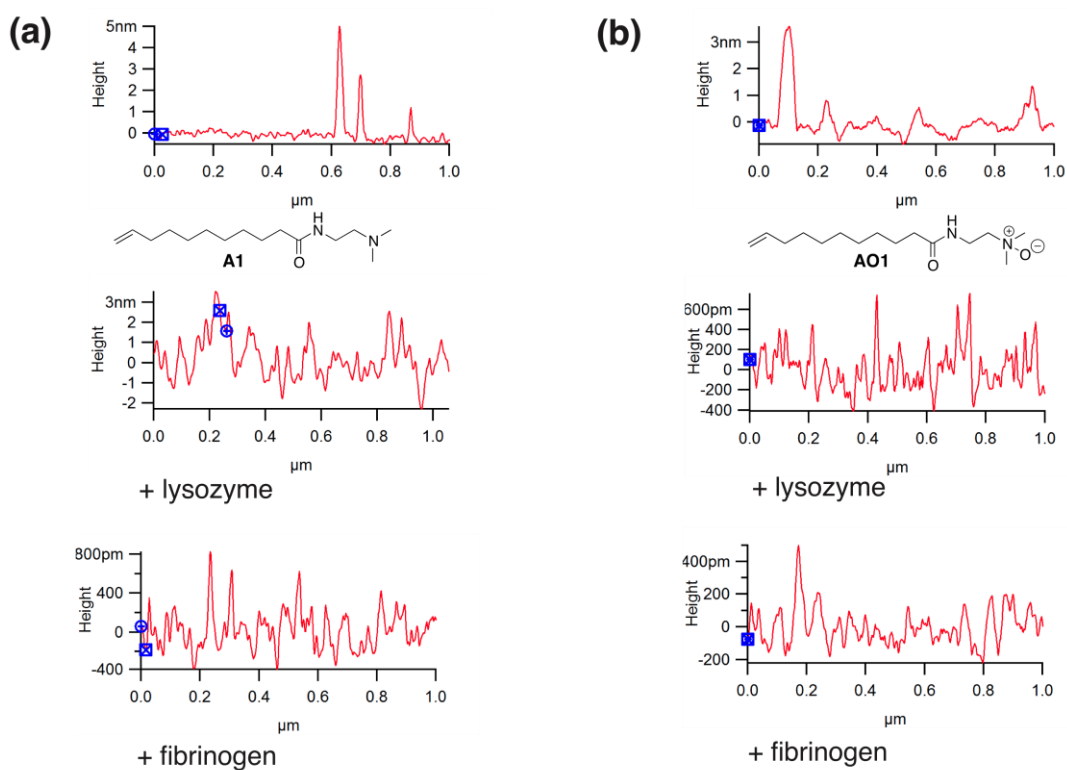 (a)
5nm
4
3
2
1
0
Height
0.0 0.2 0.4 0.6 0.8 1.0
µm
H
N
N
O
A1
3nm
2
1
0
-1
-2
Height
0.0 0.2 0.4 0.6 0.8 1.0
µm
+ lysozyme
800pm
400
0
-400
Height
0.0 0.2 0.4 0.6 0.8 1.0
µm
+ fibrinogen
(b)
3nm
2
1
0
Height
0.0 0.2 0.4 0.6 0.8 1.0
µm
H
N
+
N
O
−
O
AO1
600pm
400
200
0
-200
-400
Height
0.0 0.2 0.4 0.6 0.8 1.0
µm
+ lysozyme
400pm
200
0
-200
Height
0.0 0.2 0.4 0.6 0.8 1.0
µm
+ fibrinogen